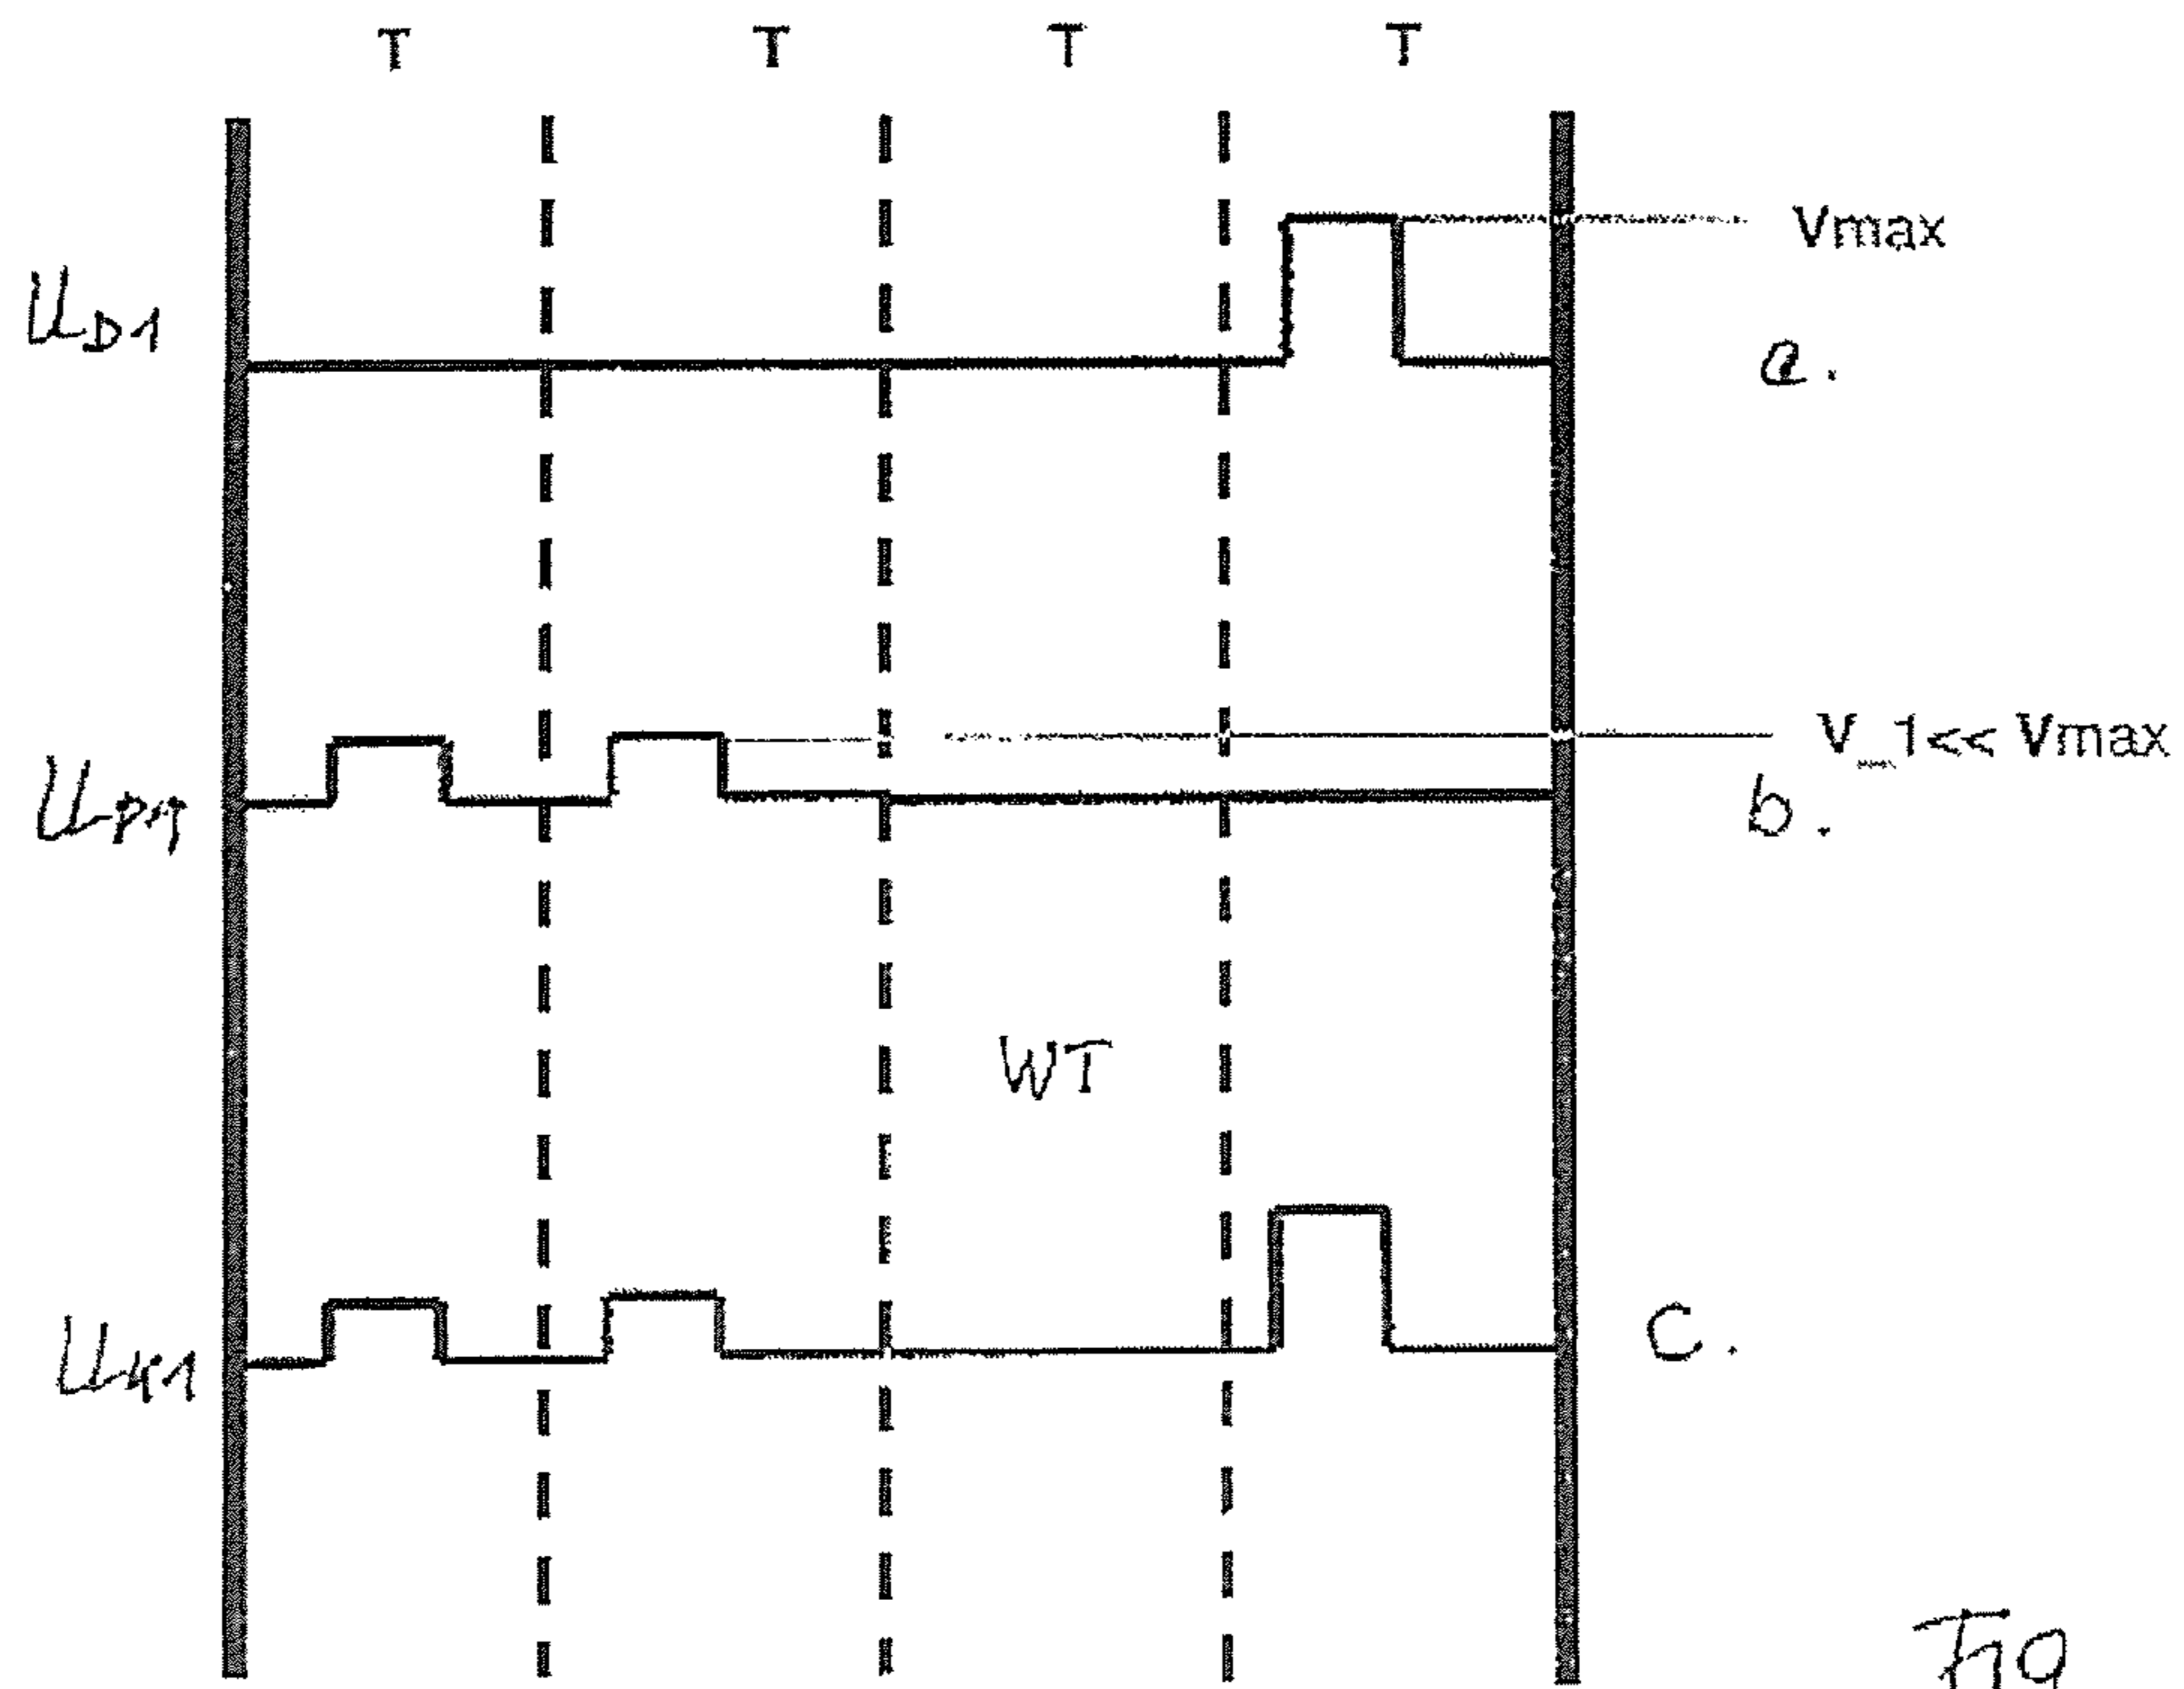 T T T T
Vmax
U_D1
a.
V_1<< Vmax
U_P1
b.
WT
U_K1
c.
Fig